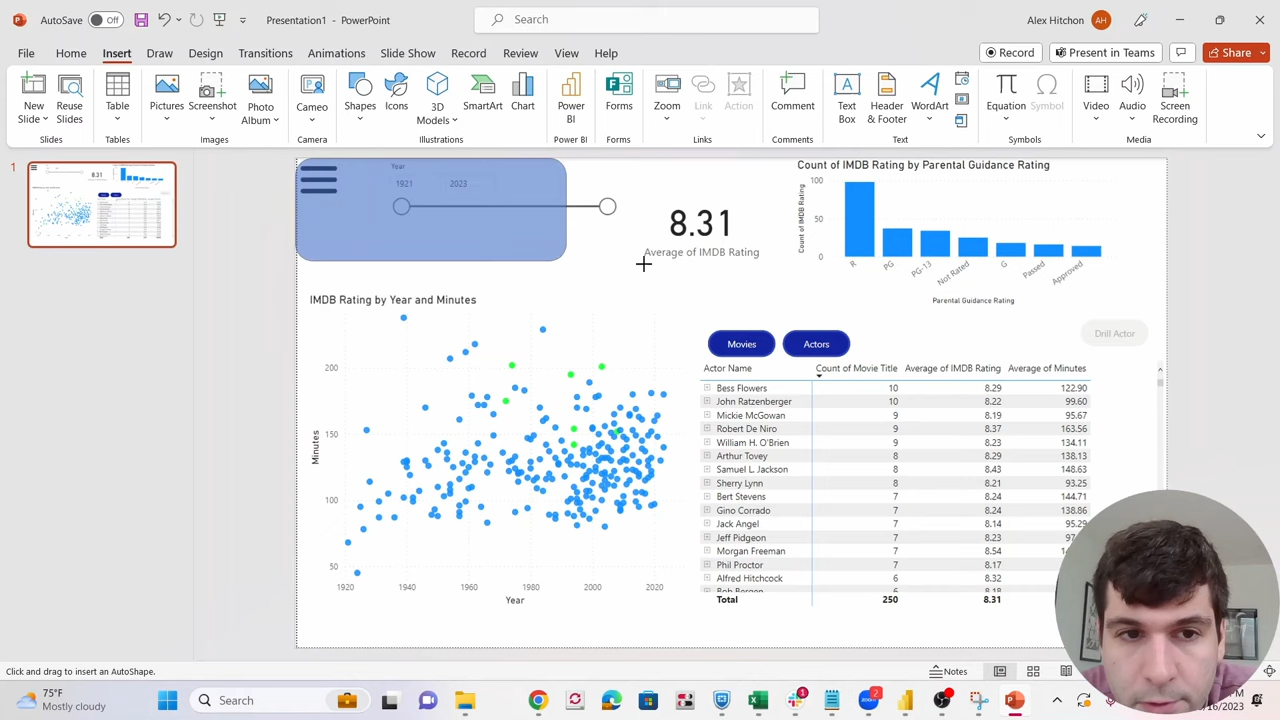 AutoSave
Off
Presentation1 - PowerPoint
Search
Alex Hitchon
AH
File
Home
Insert
Draw
Design
Transitions
Animations
Slide Show
Record
Review
View
Help
Record
Present in Teams
Share
New
Slide
Reuse
Slides
Table
Pictures
Screenshot
Photo
Album
Cameo
Shapes
Icons
3D
Models
SmartArt
Chart
Power
BI
Forms
Zoom
Link
Action
Comment
Text
Box
Header
& Footer
WordArt
Equation
Symbol
Video
Audio
Screen
Recording
Slides
Tables
Images
Camera
Illustrations
Power BI
Forms
Links
Comments
Text
Symbols
Media
1
Year
1921
2023
8.31
Average of IMDB Rating
Count of IMDB Rating by Parental Guidance Rating
Count of IMDB Rating
100
50
0
R
PG
PG-13
Not Rated
G
Passed
Approved
Parental Guidance Rating
IMDB Rating by Year and Minutes
Minutes
200
150
100
50
1920
1940
1960
1980
2000
2020
Year
Movies
Actors
Drill Actor
Actor Name Count of Movie Title Average of IMDB Rating Average of Minutes
Bess Flowers 10 8.29 122.90
John Ratzenberger 10 8.22 99.60
Mickie McGowan 9 8.19 95.67
Robert De Niro 9 8.37 163.56
William H. O'Brien 9 8.23 134.11
Arthur Tovey 8 8.29 138.13
Samuel L. Jackson 8 8.43 148.63
Sherry Lynn 8 8.21 93.25
Bert Stevens 7 8.24 144.71
Gino Corrado 7 8.24 138.86
Jack Angel 7 8.14 95.29
Jeff Pidgeon 7 8.23 97.
Morgan Freeman 7 8.54
Phil Proctor 7 8.17
Alfred Hitchcock 6 8.32
Bob Bergen 6 8.18
Total 250 8.31
Click and drag to insert an AutoShape.
Notes
75°F
Mostly cloudy
Search
1
2